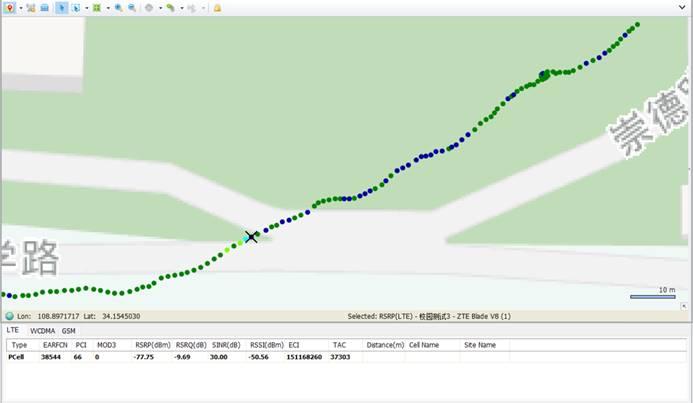 崇德
学路
10 m
Lon: 108.8971717 Lat: 34.1545030
Selected: RSRP(LTE) - 校园测试3 - ZTE Blade V8 (1)
LTE WCDMA GSM
Type EARFCN PCI MOD3 RSRP(dBm) RSRQ(dB) SINR(dB) RSSI(dBm) ECI TAC Distance(m) Cell Name Site Name
PCell 38544 66 0 -77.75 -9.69 30.00 -50.56 151168260 37303